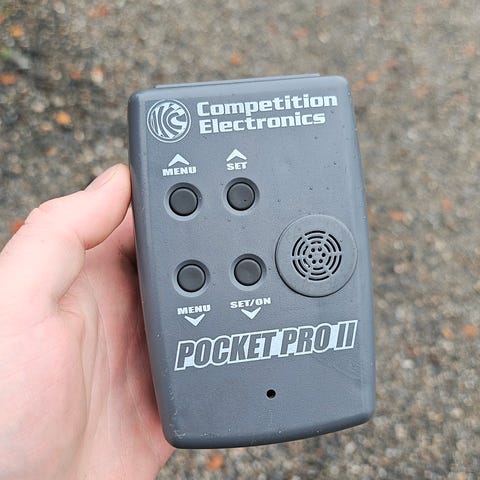 Competition
Electronics
MENU
SET
MENU
SET/ON
POCKET PRO II